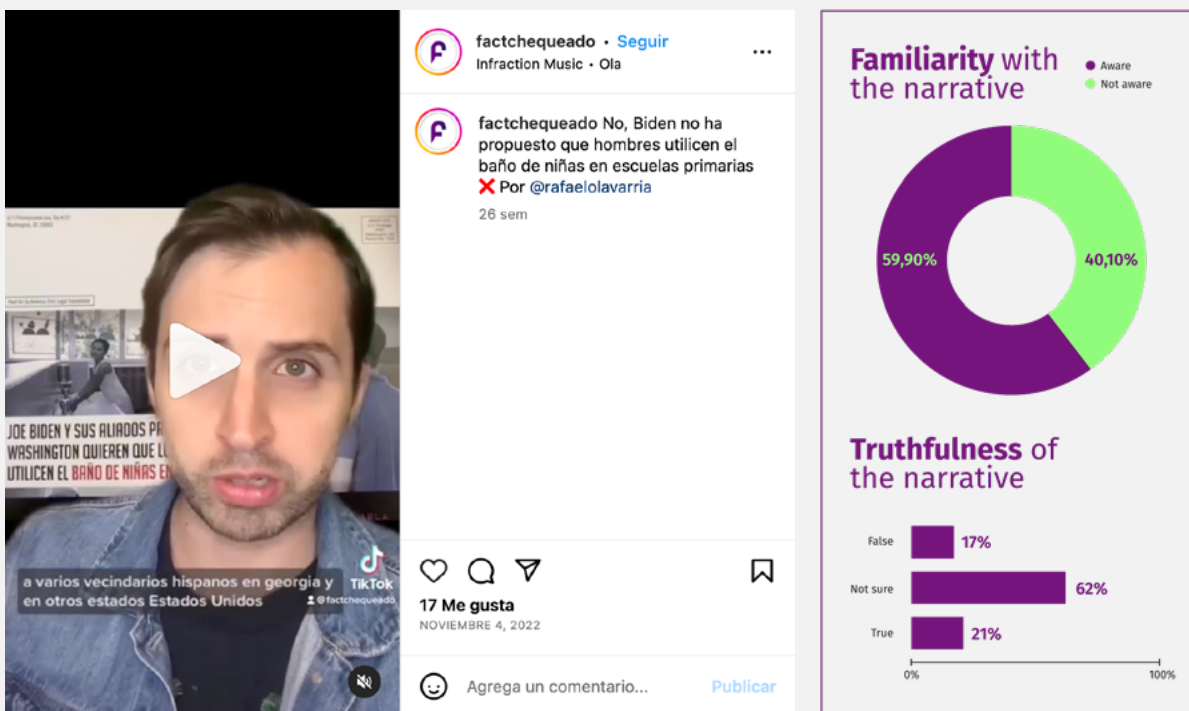 JOE BIDEN Y SUS ALIADOS
WASHINGTON QUIEREN QUE
UTILICEN EL BAÑO DE NIÑAS
a varios vecindarios hispanos en georgia y
en otros estados Estados Unidos
TikTok
@factchequeado
factchequeado • Seguir
Infraction Music • Ola
factchequeado No, Biden no ha
propuesto que hombres utilicen el
baño de niñas en escuelas primarias
❌ Por @rafaelolavarria
26 sem
17 Me gusta
NOVIEMBRE 4, 2022
Agrega un comentario...
Publicar
Familiarity with
the narrative
Aware
Not aware
59,90%
40,10%
Truthfulness of
the narrative
False
17%
Not sure
62%
True
21%
0%
100%